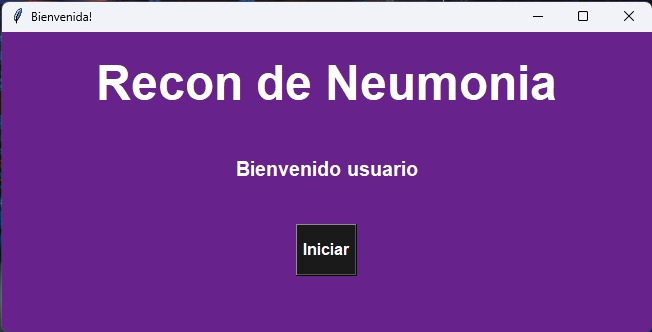 Bienvenida!
Recon de Neumonia
Bienvenido usuario
Iniciar